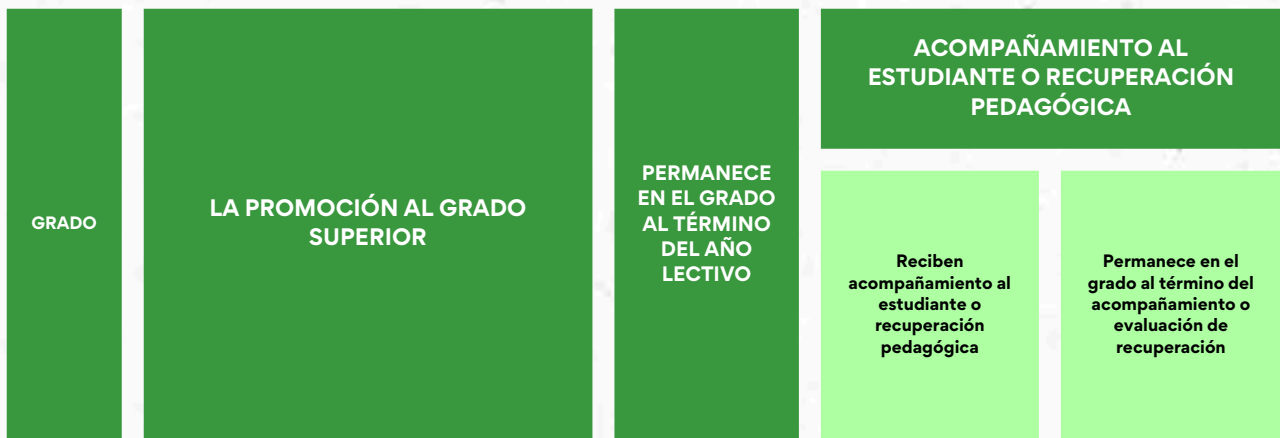 GRADO
LA PROMOCIÓN AL GRADO
SUPERIOR
PERMANECE
EN EL GRADO
AL TÉRMINO
DEL AÑO
LECTIVO
ACOMPAÑAMIENTO AL
ESTUDIANTE O RECUPERACIÓN
PEDAGÓGICA
Reciben
acompañamiento al
estudiante o
recuperación
pedagógica
Permanece en el
grado al término del
acompañamiento o
evaluación de
recuperación